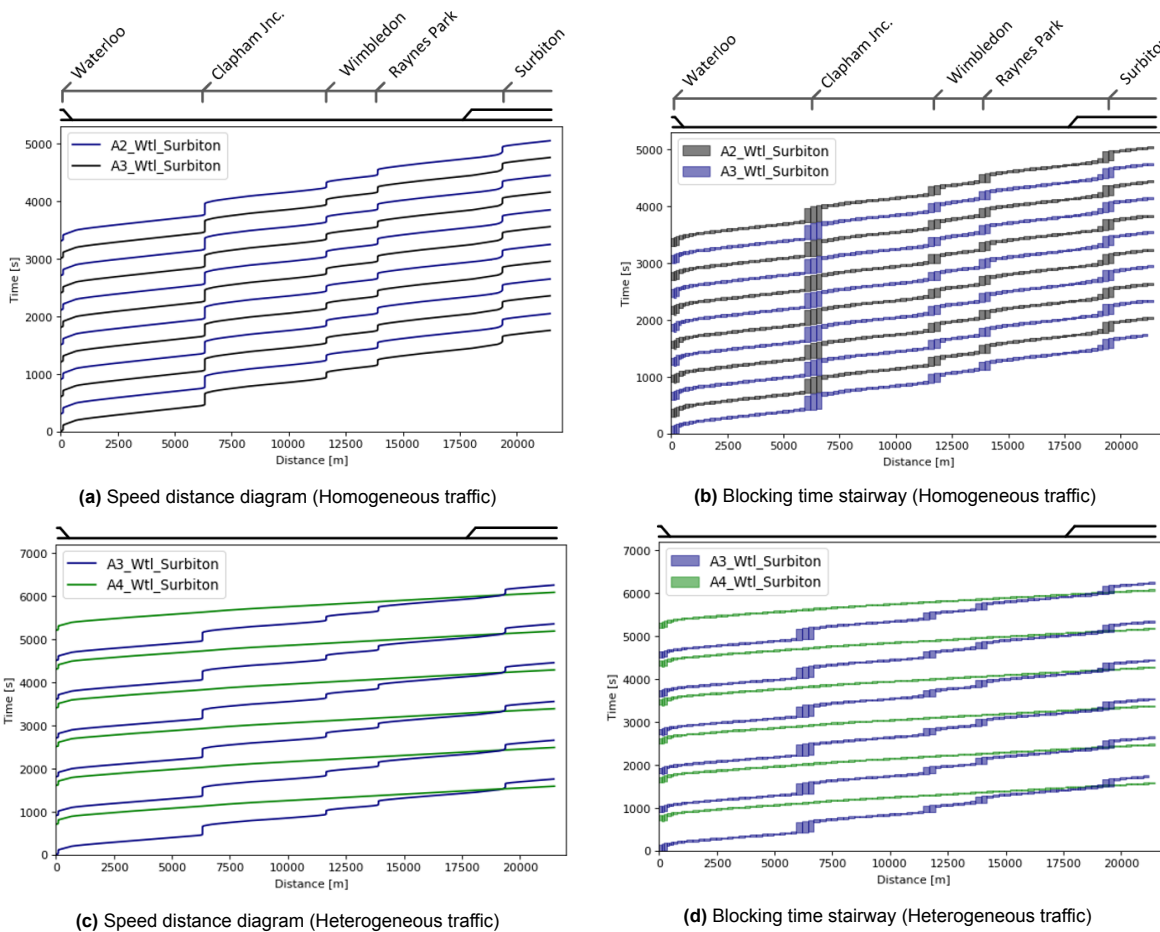 Waterloo
Clapham Inc.
Wimbledon
Raynes Park
Surbiton
A2_Wtl_Surbiton
A3_Wtl_Surbiton
5000
4000
3000
2000
1000
0
Time [s]
0 2500 5000 7500 10000 12500 15000 17500 20000
Distance [m]
(a) Speed distance diagram (Homogeneous traffic)
Waterloo
Clapham Inc.
Wimbledon
Raynes Park
Surbiton
A2_Wtl_Surbiton
A3_Wtl_Surbiton
5000
4000
3000
2000
1000
0
Time [s]
0 2500 5000 7500 10000 12500 15000 17500 20000
Distance [m]
(b) Blocking time stairway (Homogeneous traffic)
A3_Wtl_Surbiton
A4_Wtl_Surbiton
7000
6000
5000
4000
3000
2000
1000
0
Time [s]
0 2500 5000 7500 10000 12500 15000 17500 20000
Distance [m]
(c) Speed distance diagram (Heterogeneous traffic)
A3_Wtl_Surbiton
A4_Wtl_Surbiton
7000
6000
5000
4000
3000
2000
1000
0
Time [s]
0 2500 5000 7500 10000 12500 15000 17500 20000
Distance [m]
(d) Blocking time stairway (Heterogeneous traffic)